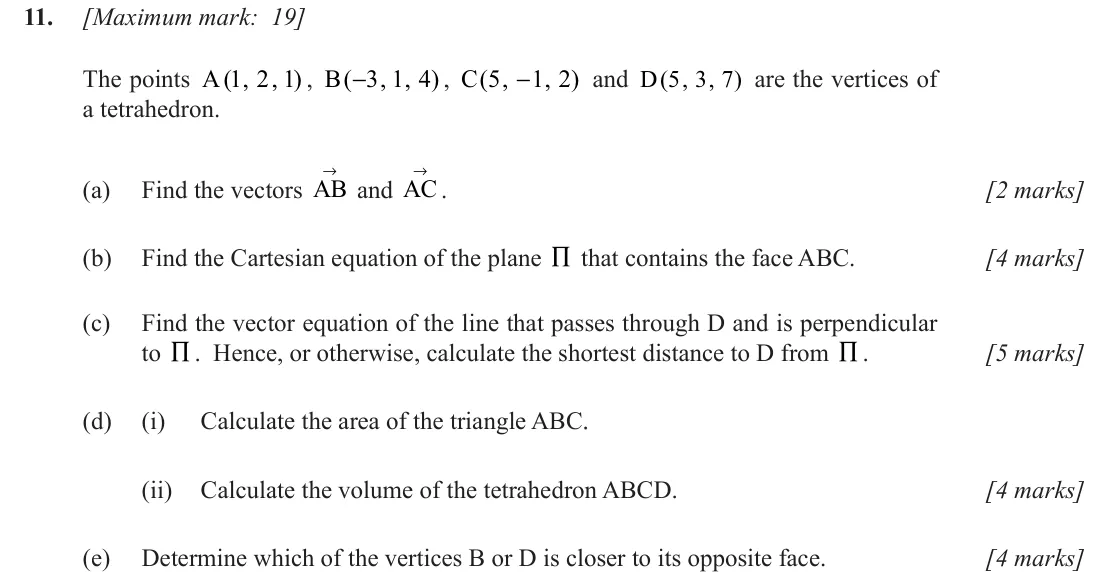 11. [Maximum mark: 19]
The points A(1, 2, 1), B(−3, 1, 4), C(5, −1, 2) and D(5, 3, 7) are the vertices of
a tetrahedron.
(a) Find the vectors \overrightarrow{AB} and \overrightarrow{AC}. [2 marks]
(b) Find the Cartesian equation of the plane Π that contains the face ABC. [4 marks]
(c) Find the vector equation of the line that passes through D and is perpendicular
to Π. Hence, or otherwise, calculate the shortest distance to D from Π. [5 marks]
(d) (i) Calculate the area of the triangle ABC.
(ii) Calculate the volume of the tetrahedron ABCD. [4 marks]
(e) Determine which of the vertices B or D is closer to its opposite face. [4 marks]